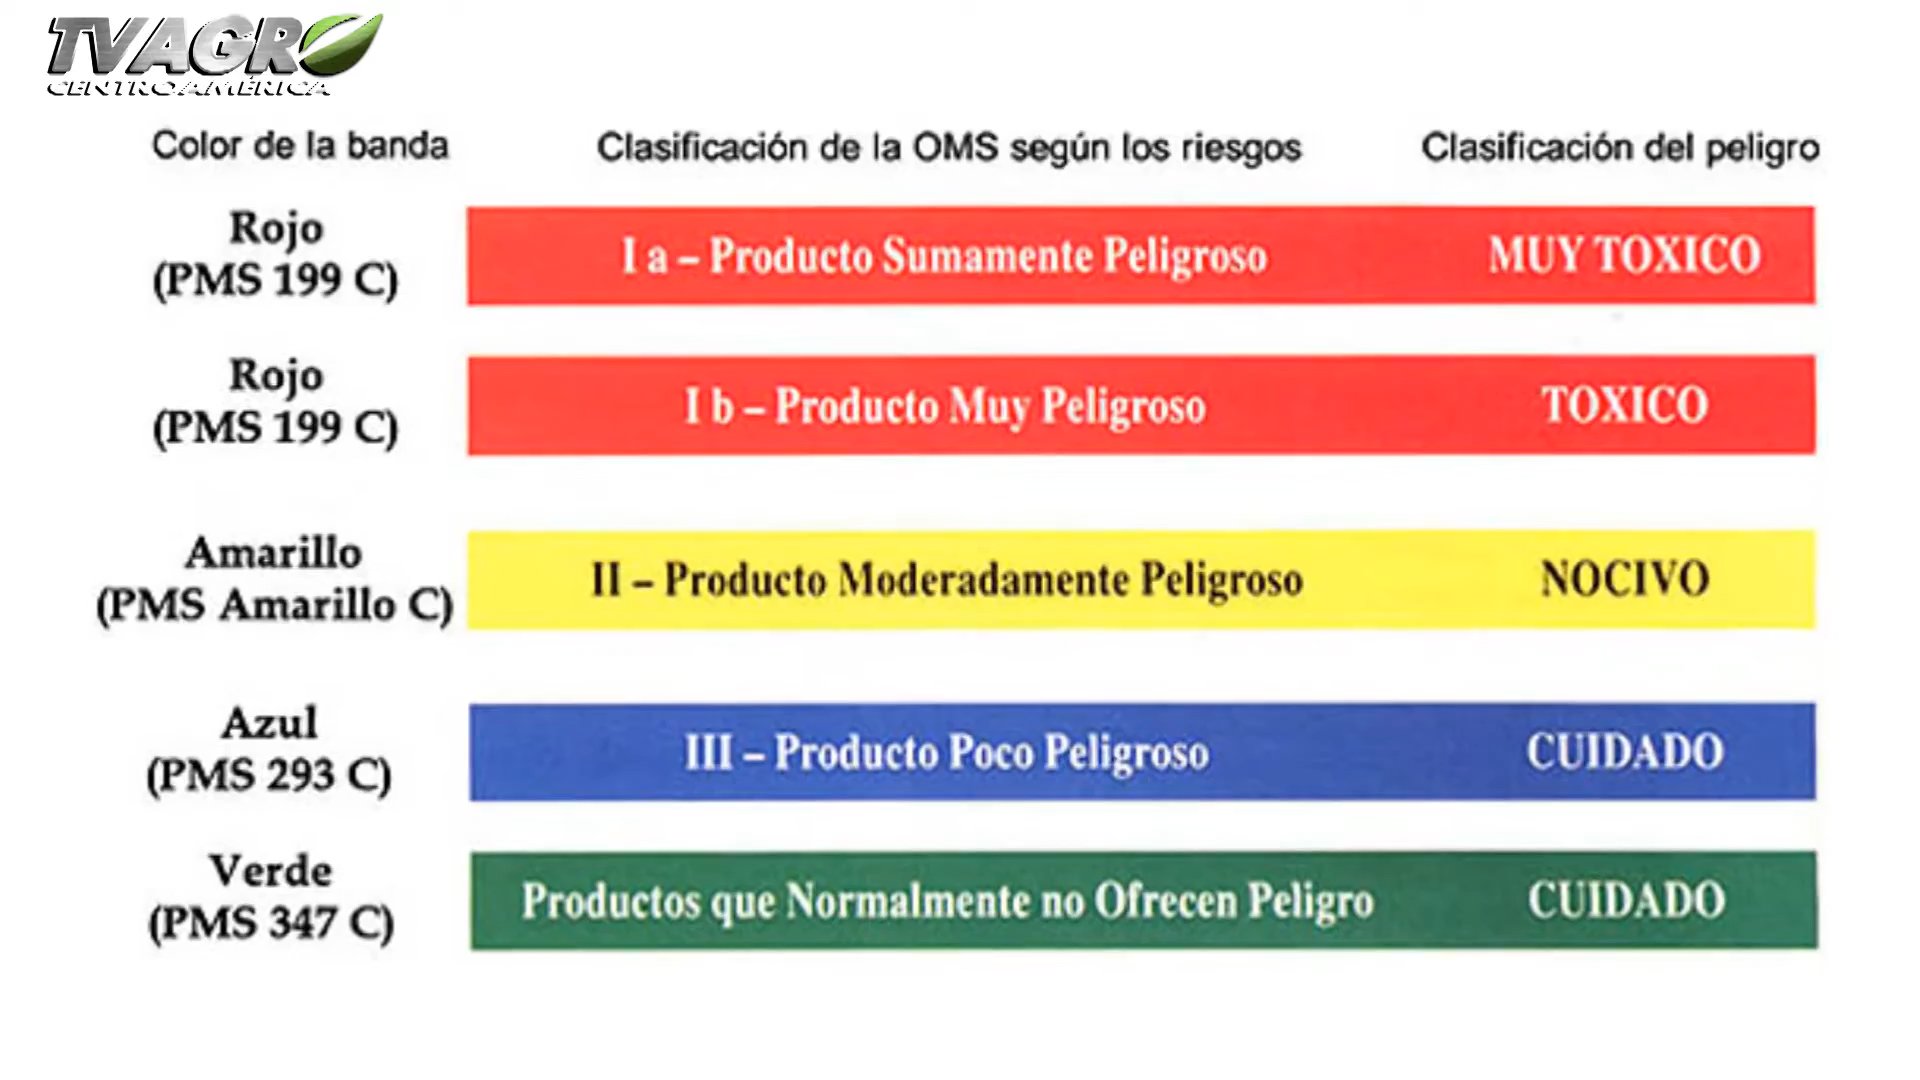 TVAGRO
CENTROAMÉRICA
Color de la banda Clasificación de la OMS según los riesgos Clasificación del peligro
Rojo
(PMS 199 C)
I a – Producto Sumamente Peligroso MUY TOXICO
Rojo
(PMS 199 C)
I b – Producto Muy Peligroso TOXICO
Amarillo
(PMS Amarillo C)
II – Producto Moderadamente Peligroso NOCIVO
Azul
(PMS 293 C)
III – Producto Poco Peligroso CUIDADO
Verde
(PMS 347 C)
Productos que Normalmente no Ofrecen Peligro CUIDADO